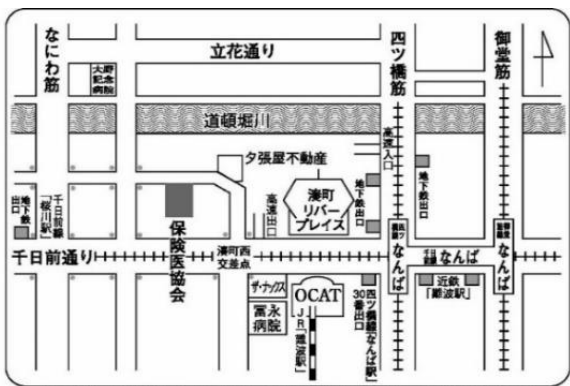 なにわ筋
大野記念病院
立花通り
四ツ橋筋
御堂筋
道頓堀川
高速入口
夕張屋不動産
湊町リバープレイス
地下鉄出口
地下鉄出口
高速出口
千日前線「桜川駅」
地下鉄出口
千日前通り
保険医協会
湊町西交差点
四ツ橋線
なんば
千日前線
なんば
御堂筋線
なんば
ザ・ナックス
冨永病院
OCAT
JR「難波駅」
四ツ橋線「なんば駅」30番出口
近鉄「難波駅」